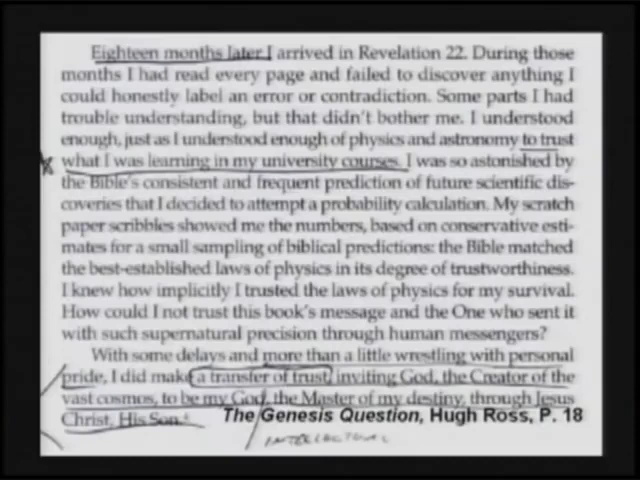 Eighteen months later I arrived in Revelation 22. During those
months I had read every page and failed to discover anything I
could honestly label an error or contradiction. Some parts I had
trouble understanding, but that didn't bother me. I understood
enough, just as I understood enough of physics and astronomy to trust
what I was learning in my university courses. I was so astonished by
the Bible's consistent and frequent prediction of future scientific dis-
coveries that I decided to attempt a probability calculation. My scratch
paper scribbles showed me the numbers, based on conservative esti-
mates for a small sampling of biblical predictions: the Bible matched
the best-established laws of physics in its degree of trustworthiness.
I knew how implicitly I trusted the laws of physics for my survival.
How could I not trust this book's message and the One who sent it
with such supernatural precision through human messengers?
With some delays and more than a little wrestling with personal
pride, I did make a transfer of trust, inviting God, the Creator of the
vast cosmos, to be my God, the Master of my destiny, through Jesus
Christ, His Son.
The Genesis Question, Hugh Ross, P. 18
INTELLECTUAL